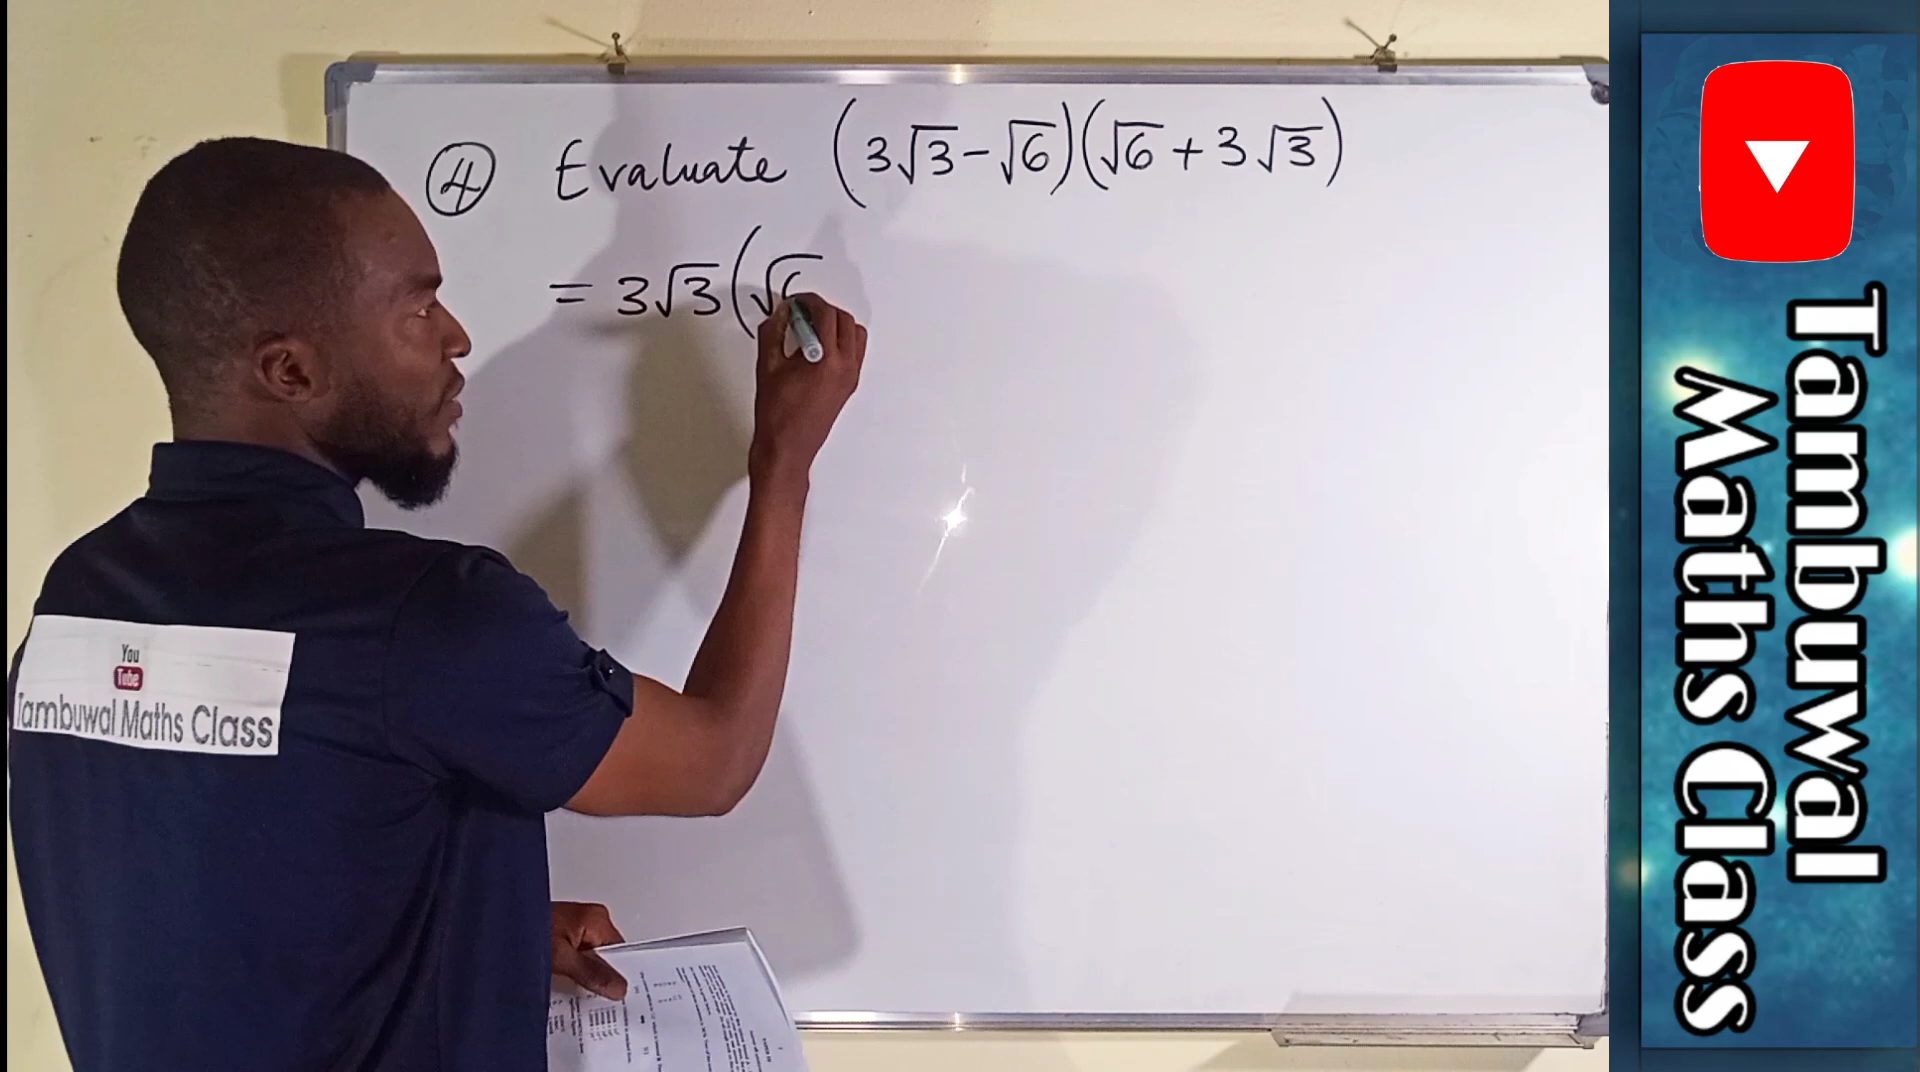 ④ Evaluate (3√3-√6)(√6+3√3)
= 3√3(√6
You
Tube
Tambuwal Maths Class
Tambuwal
Maths Class